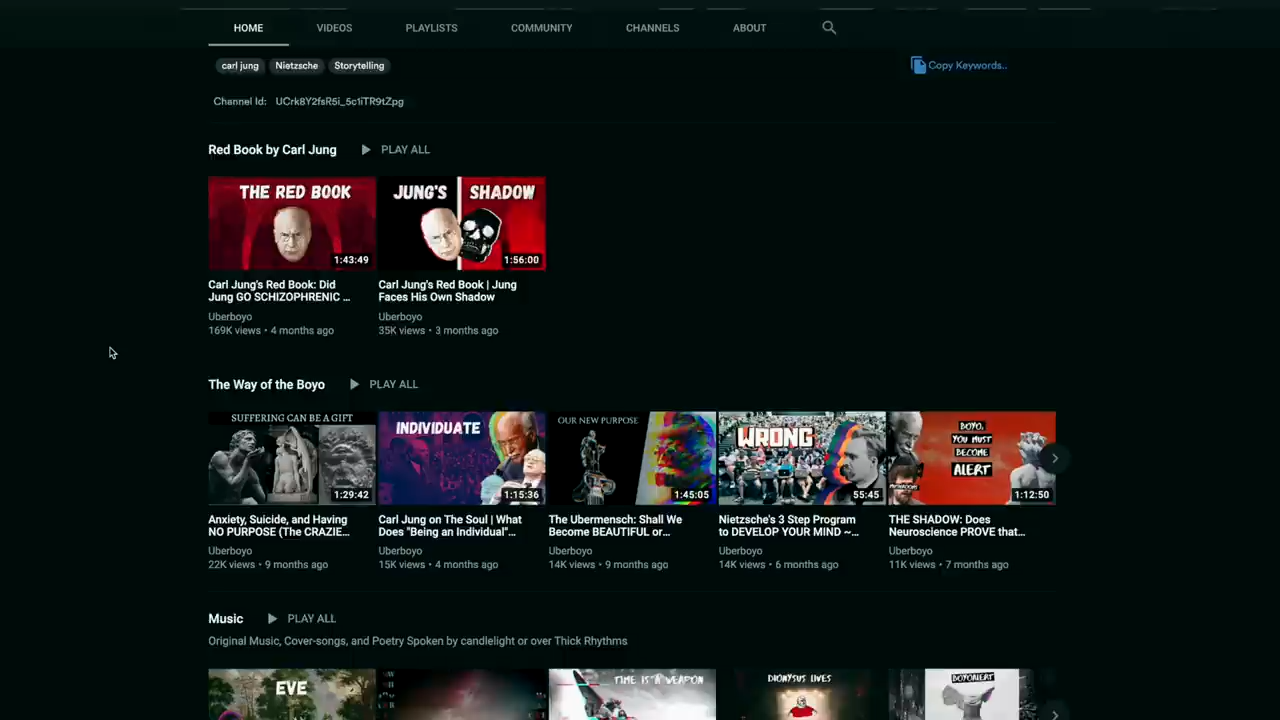 HOME VIDEOS PLAYLISTS COMMUNITY CHANNELS ABOUT
carl jung Nietzsche Storytelling Copy Keywords..
Channel Id: UCrk8Y2fsR5i_5c1iTR9tZpg
Red Book by Carl Jung PLAY ALL
THE RED BOOK
1:43:49
JUNG'S SHADOW
1:56:00
Carl Jung's Red Book: Did
Jung GO SCHIZOPHRENIC ...
Uberboyo
169K views • 4 months ago
Carl Jung's Red Book | Jung
Faces His Own Shadow
Uberboyo
35K views • 3 months ago
The Way of the Boyo PLAY ALL
SUFFERING CAN BE A GIFT
1:29:42
INDIVIDUATE
1:15:36
OUR NEW PURPOSE
1:45:05
WRONG
55:45
BOYO,
YOU MUST
BECOME
ALERT
1:12:50
Anxiety, Suicide, and Having
NO PURPOSE (The CRAZIE...
Uberboyo
22K views • 9 months ago
Carl Jung on The Soul | What
Does "Being an Individual"...
Uberboyo
15K views • 4 months ago
The Ubermensch: Shall We
Become BEAUTIFUL or...
Uberboyo
14K views • 9 months ago
Nietzsche's 3 Step Program
to DEVELOP YOUR MIND ~...
Uberboyo
14K views • 6 months ago
THE SHADOW: Does
Neuroscience PROVE that...
Uberboyo
11K views • 7 months ago
Music PLAY ALL
Original Music, Cover-songs, and Poetry Spoken by candlelight or over Thick Rhythms
EVE
TIME IS A WEAPON
DIONYSUS LIVES
BOYOALERT